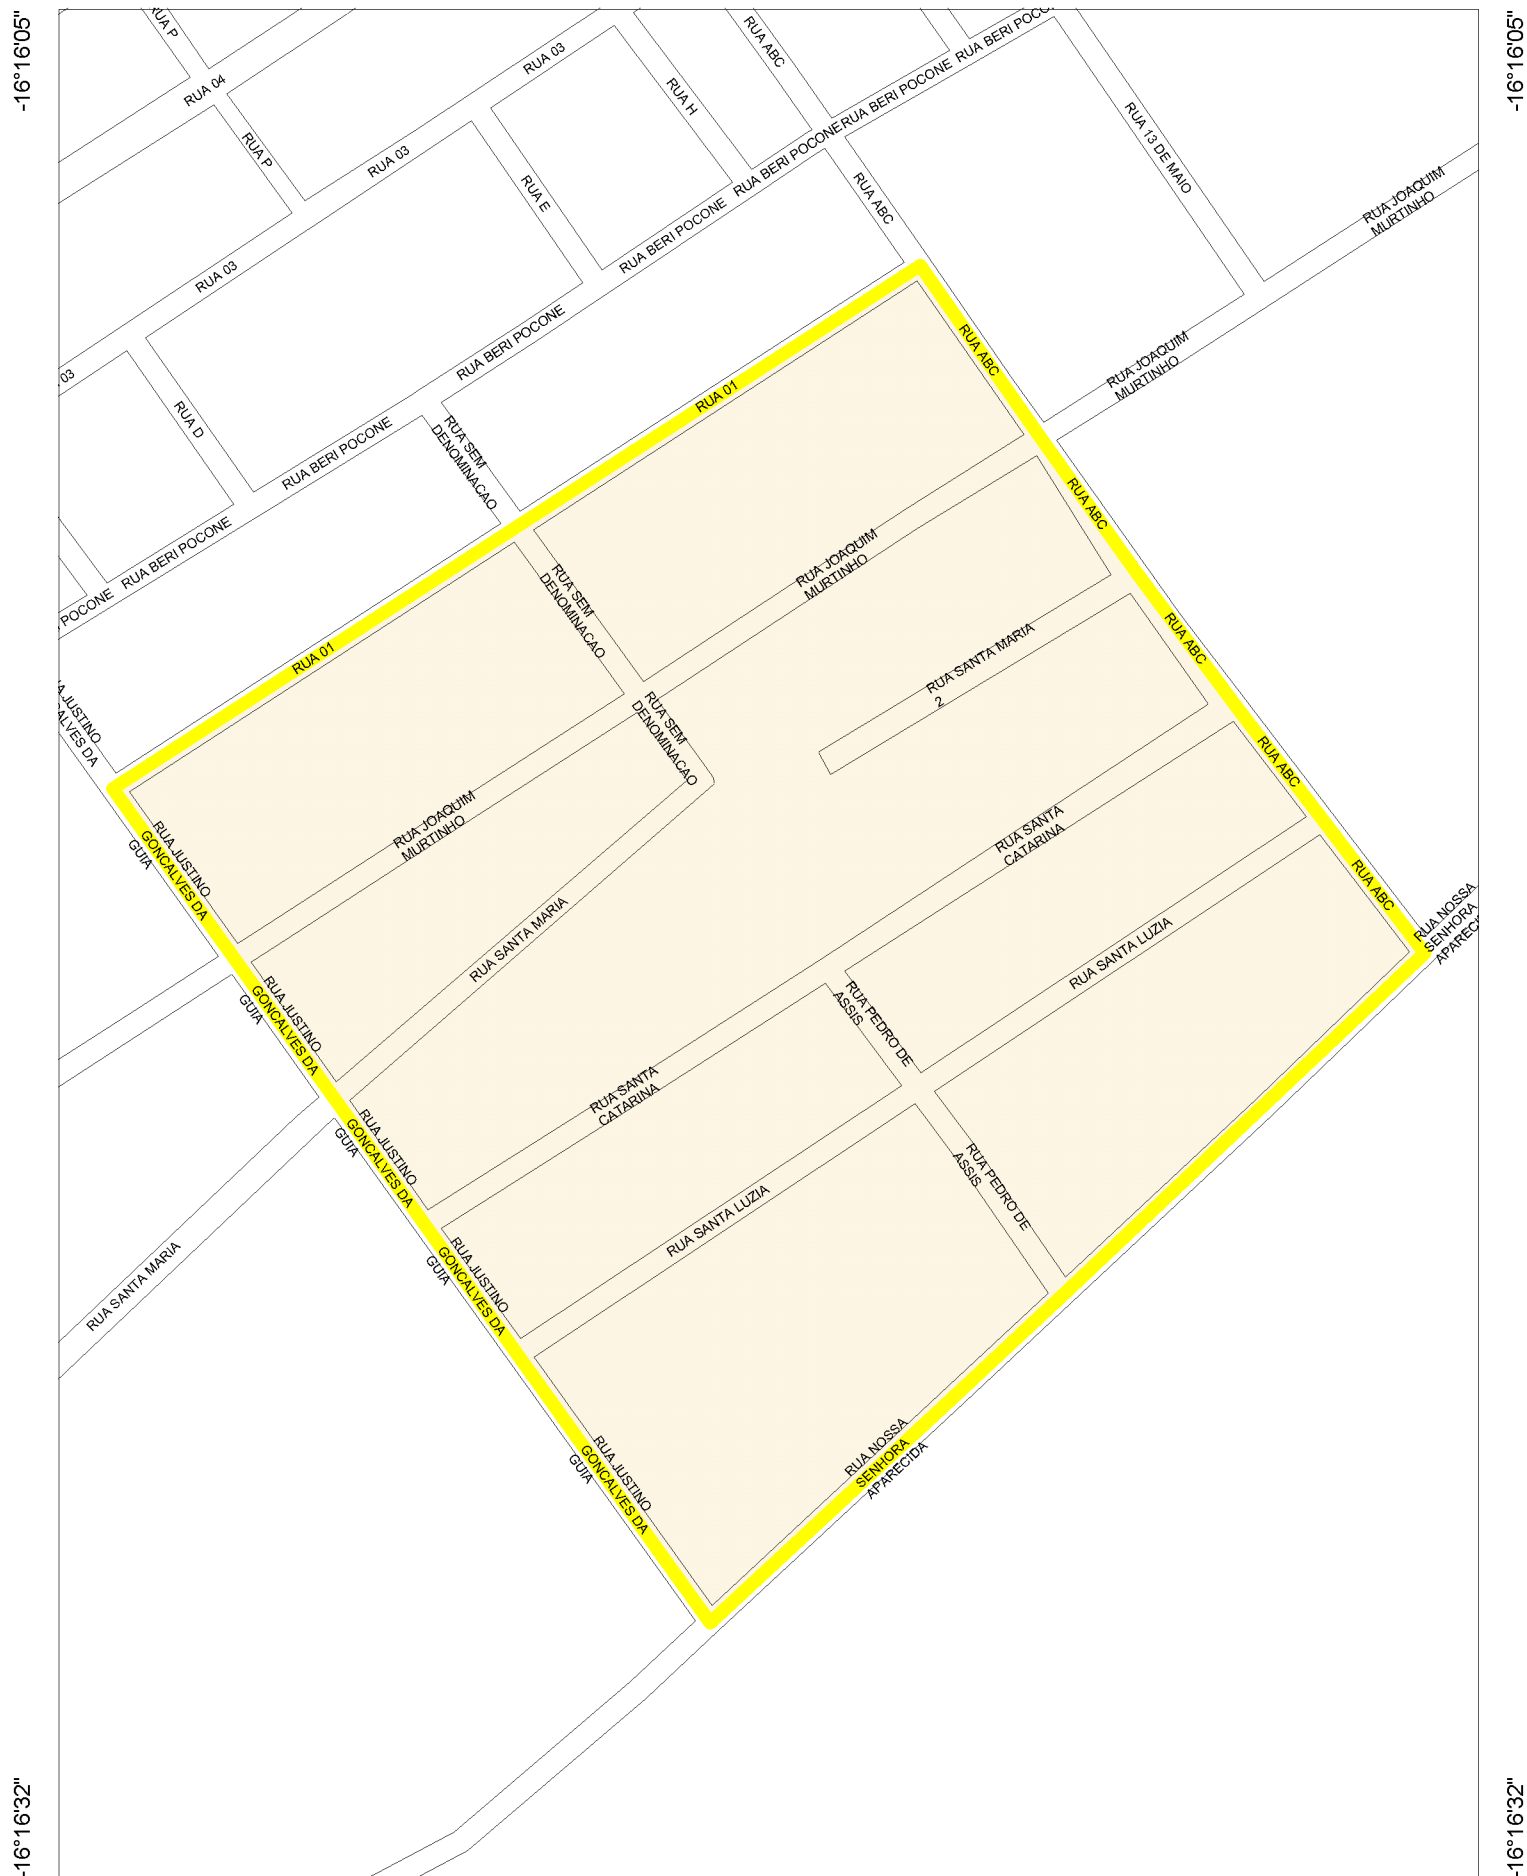 -16°16'05"
-16°16'05"
RUA P
RUA 04
RUA P
RUA 03
RUA 03
RUA H
RUA ABC
RUA BERI POCONE
RUA BERI POCONE
RUA BERI POCONE
RUA 13 DE MAIO
RUA JOAQUIM
MURTINHO
RUA E
RUA ABC
RUA BERI POCONE
RUA 03
RUA BERI POCONE
RUA ABC
RUA JOAQUIM
MURTINHO
03
RUA D
RUA 01
RUA BERI POCONE
RUA SEM
DENOMINACAO
RUA ABC
RUA BERI POCONE
POCONE
RUA SEM
DENOMINACAO
RUA JOAQUIM
MURTINHO
RUA 01
RUA ABC
RUA SANTA MARIA
2
A JUSTINO
ALVES DA
RUA SEM
DENOMINACAO
RUA ABC
RUA JOAQUIM
MURTINHO
RUA JUSTINO
GONCALVES DA
GUIA
RUA SANTA
CATARINA
RUA ABC
RUA NOSSA
SENHORA
RUA SANTA MARIA
RUA SANTA LUZIA
RUA JUSTINO
GONCALVES DA
GUIA
RUA PEDRO DE
ASSIS
RUA SANTA
CATARINA
RUA JUSTINO
GONCALVES DA
GUIA
RUA PEDRO DE
ASSIS
RUA SANTA LUZIA
RUA SANTA MARIA
RUA JUSTINO
GONCALVES DA
GUIA
RUA NOSSA
SENHORA
APARECIDA
RUA JUSTINO
GONCALVES DA
GUIA
-16°16'32"
-16°16'32"